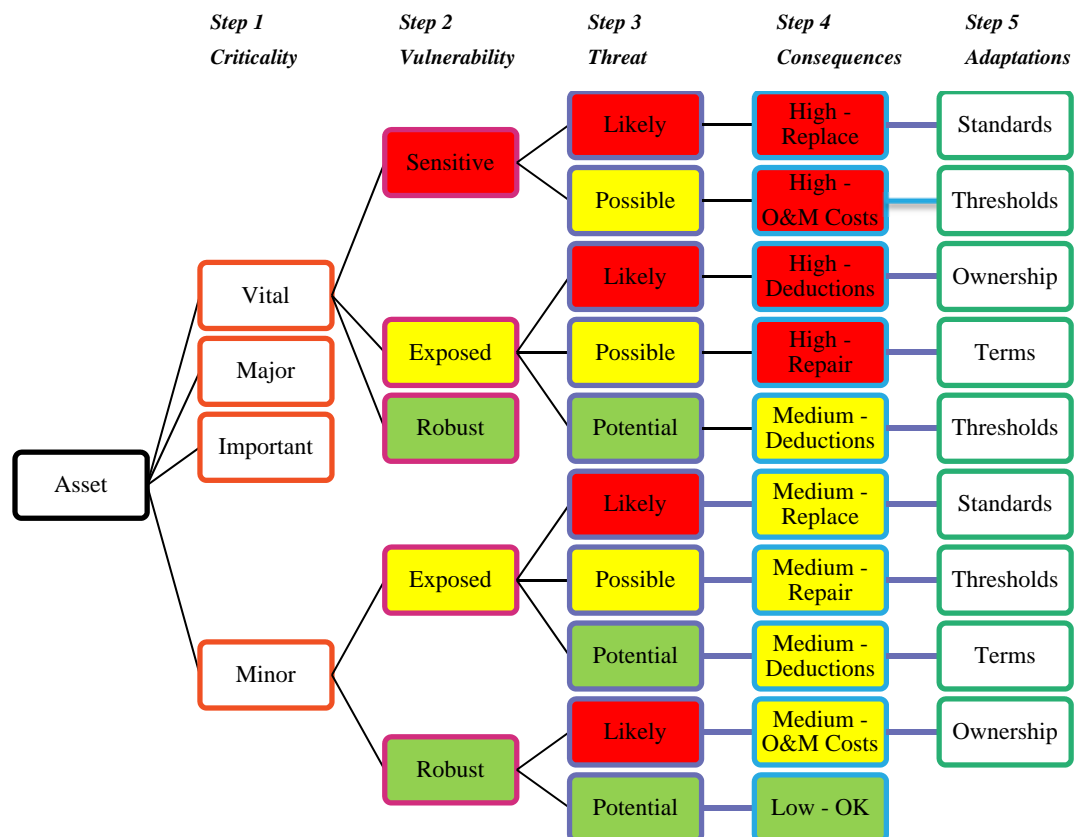 Step 1
Criticality
Step 2
Vulnerability
Step 3
Threat
Step 4
Consequences
Step 5
Adaptations
Asset
Vital
Major
Important
Minor
Sensitive
Exposed
Robust
Exposed
Robust
Likely
Possible
Likely
Possible
Potential
Likely
Possible
Potential
Likely
Potential
High -
Replace
High -
O&M Costs
High -
Deductions
High -
Repair
Medium -
Deductions
Medium -
Replace
Medium -
Repair
Medium -
Deductions
Medium -
O&M Costs
Low - OK
Standards
Thresholds
Ownership
Terms
Thresholds
Standards
Thresholds
Terms
Ownership